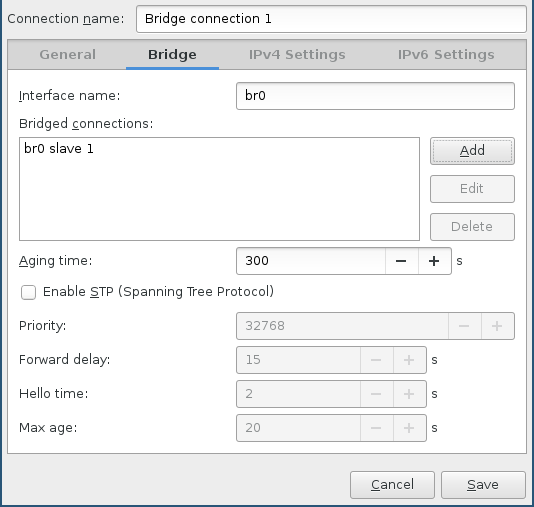 Connection name: Bridge connection 1
General Bridge IPv4 Settings IPv6 Settings
Interface name: br0
Bridged connections:
br0 slave 1
Add
Edit
Delete
Aging time: 300 − + s
Enable STP (Spanning Tree Protocol)
Priority: 32768 − +
Forward delay: 15 − + s
Hello time: 2 − + s
Max age: 20 − + s
Cancel Save